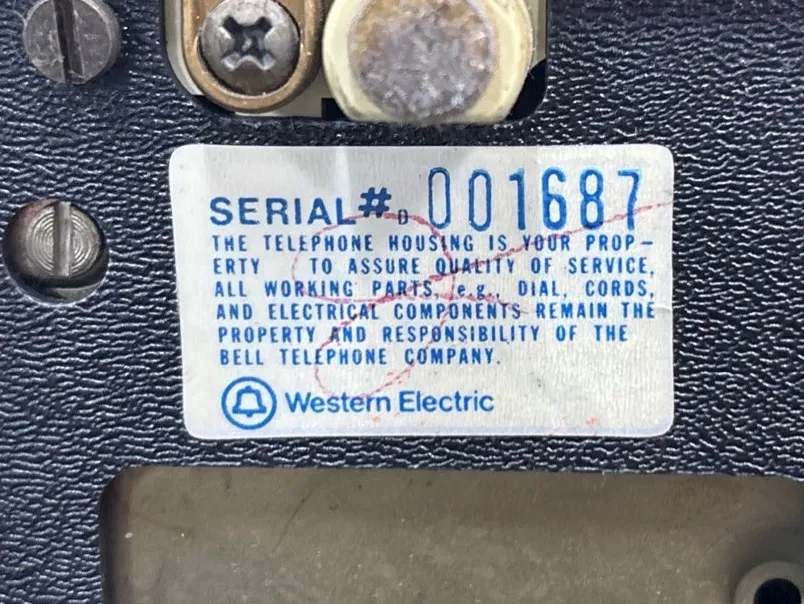 SERIAL # D 001687
THE TELEPHONE HOUSING IS YOUR PROP-
ERTY TO ASSURE QUALITY OF SERVICE,
ALL WORKING PARTS, e.g., DIAL, CORDS,
AND ELECTRICAL COMPONENTS REMAIN THE
PROPERTY AND RESPONSIBILITY OF THE
BELL TELEPHONE COMPANY.
Western Electric